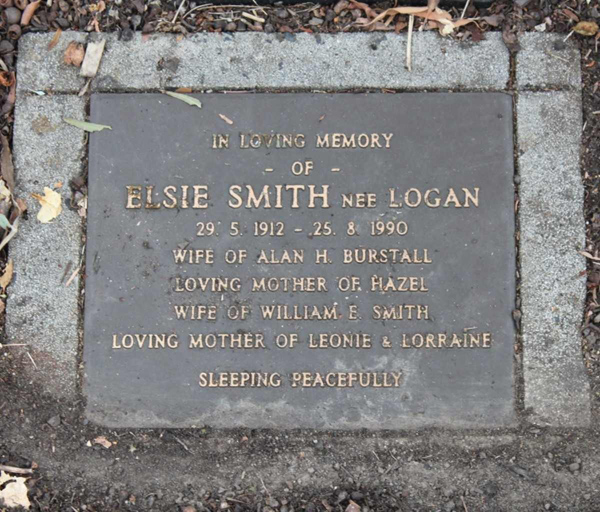 IN LOVING MEMORY
- OF -
ELSIE SMITH NEE LOGAN
29. 5. 1912 - 25. 8. 1990
WIFE OF ALAN H. BURSTALL
LOVING MOTHER OF HAZEL
WIFE OF WILLIAM E. SMITH
LOVING MOTHER OF LEONIE & LORRAINE
SLEEPING PEACEFULLY